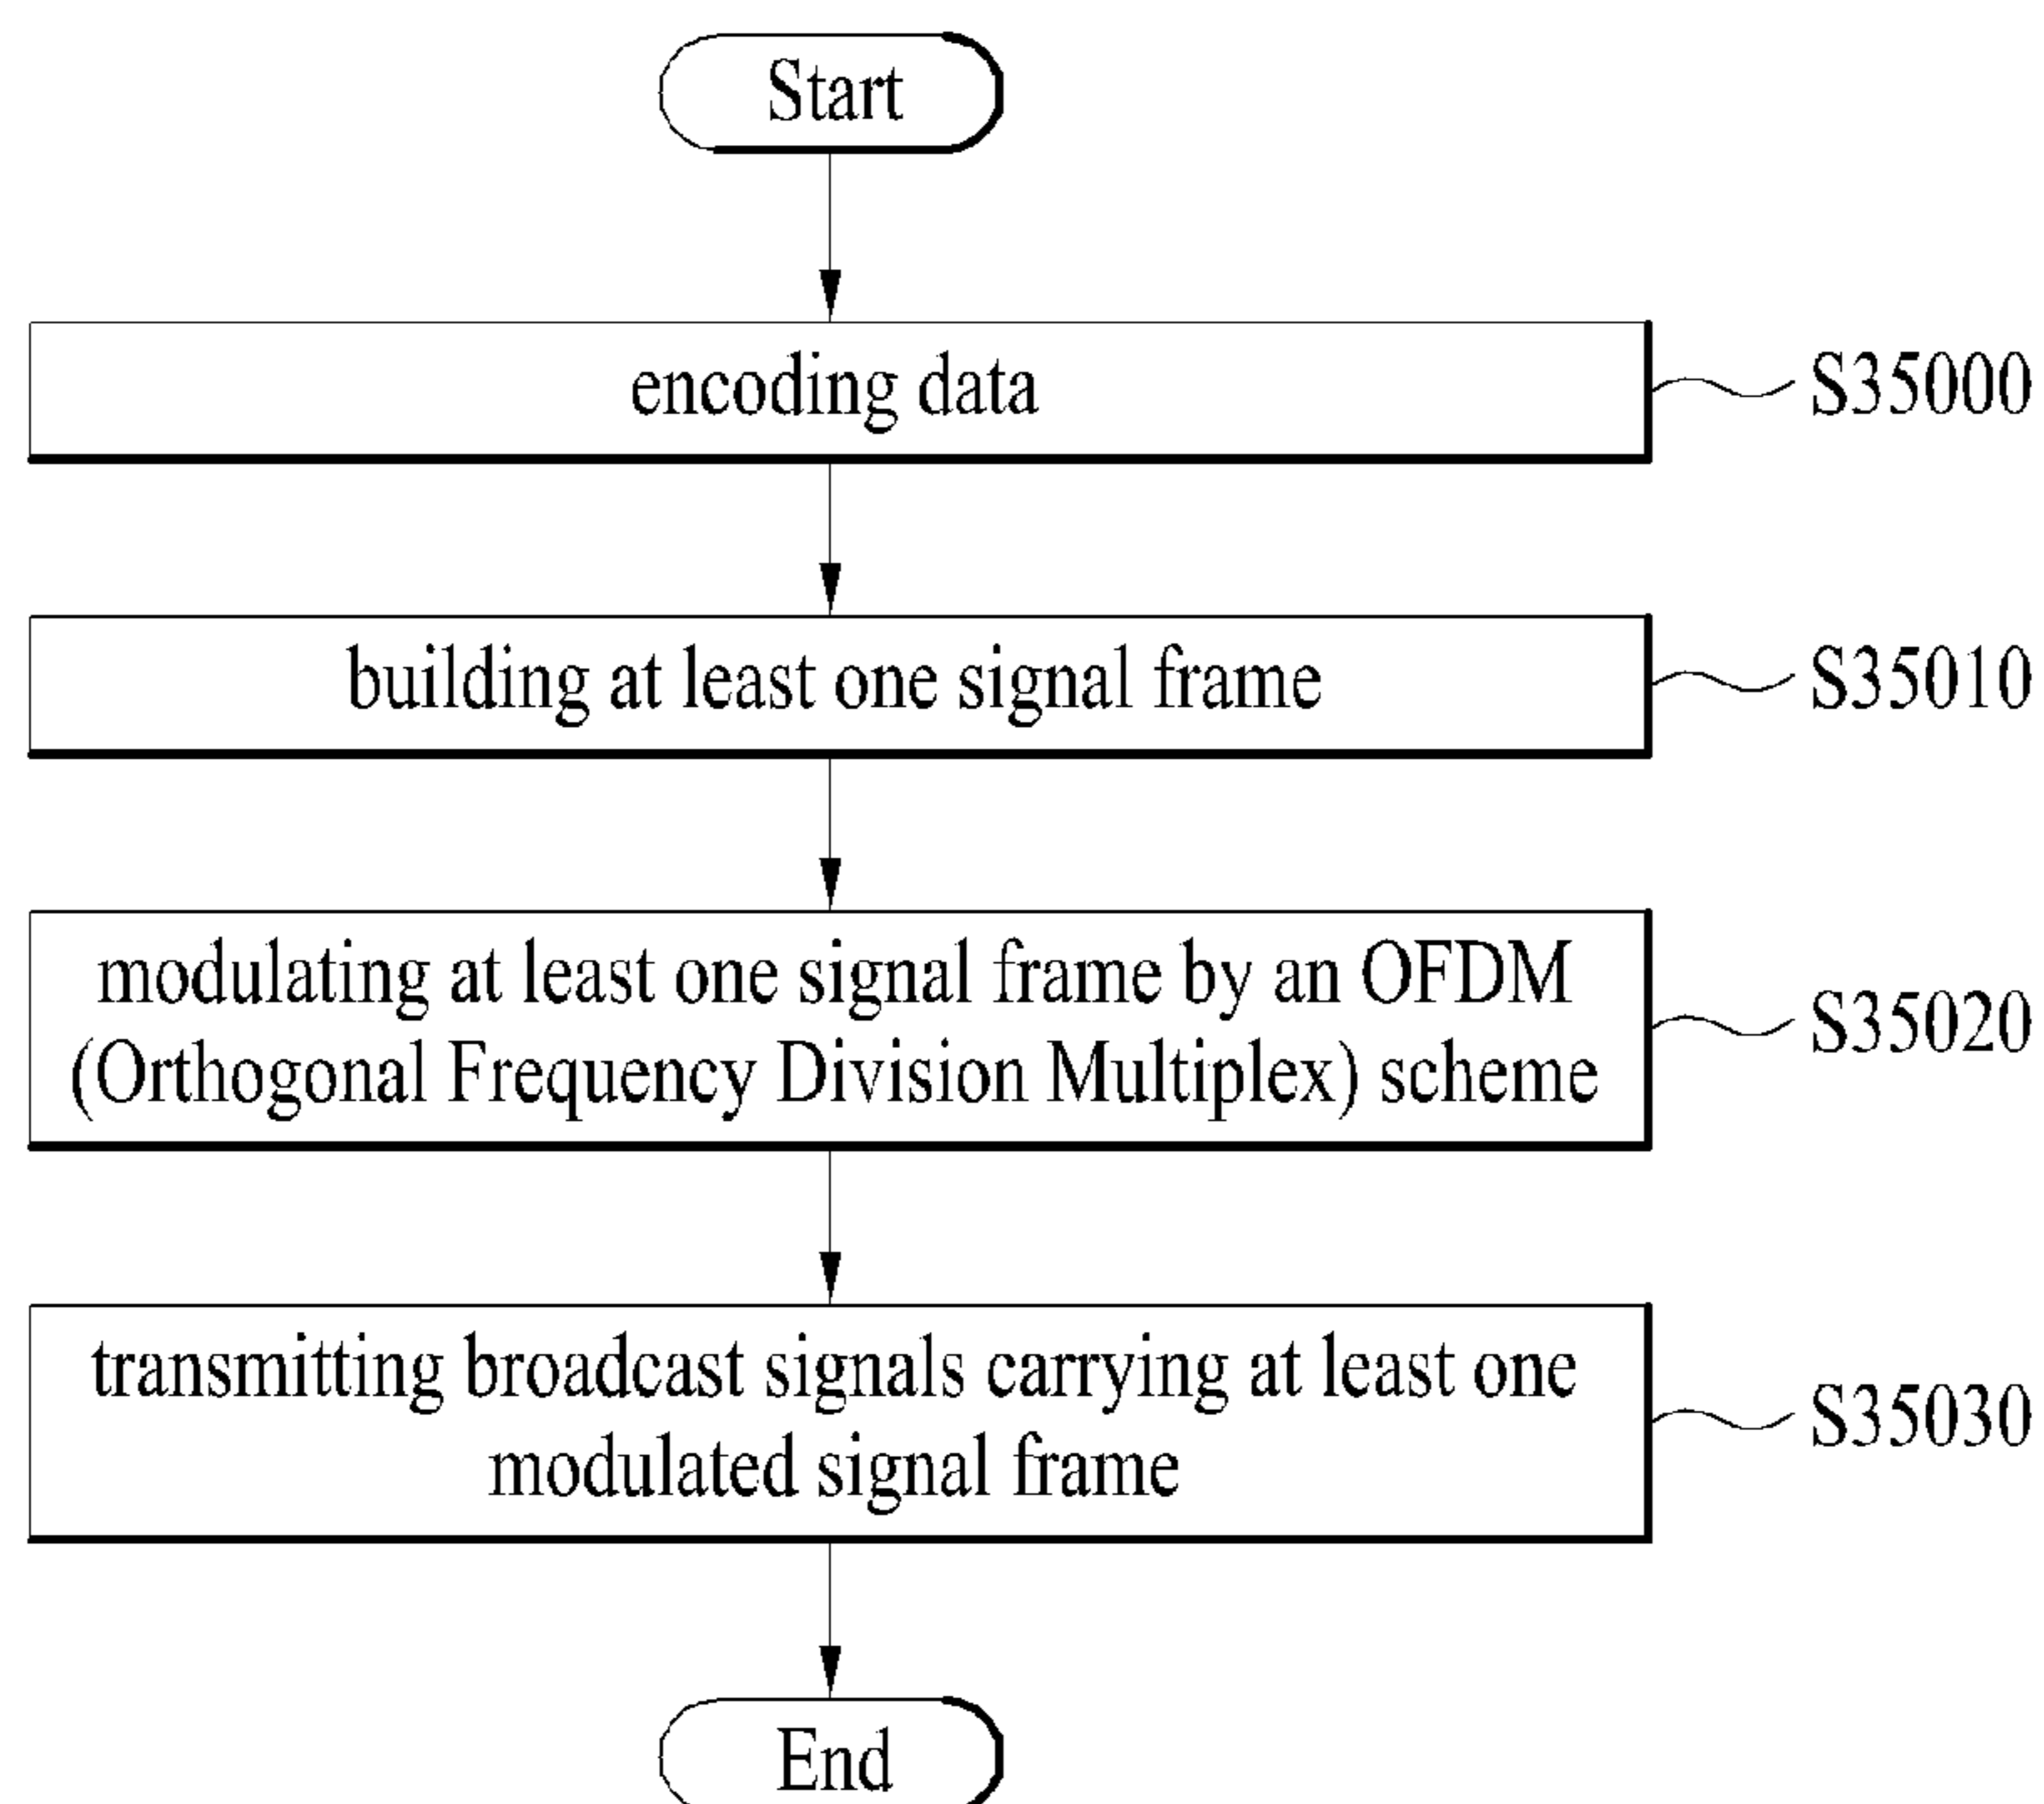 Start
encoding data
S35000
building at least one signal frame
S35010
modulating at least one signal frame by an OFDM
(Orthogonal Frequency Division Multiplex) scheme
S35020
transmitting broadcast signals carrying at least one
modulated signal frame
S35030
End